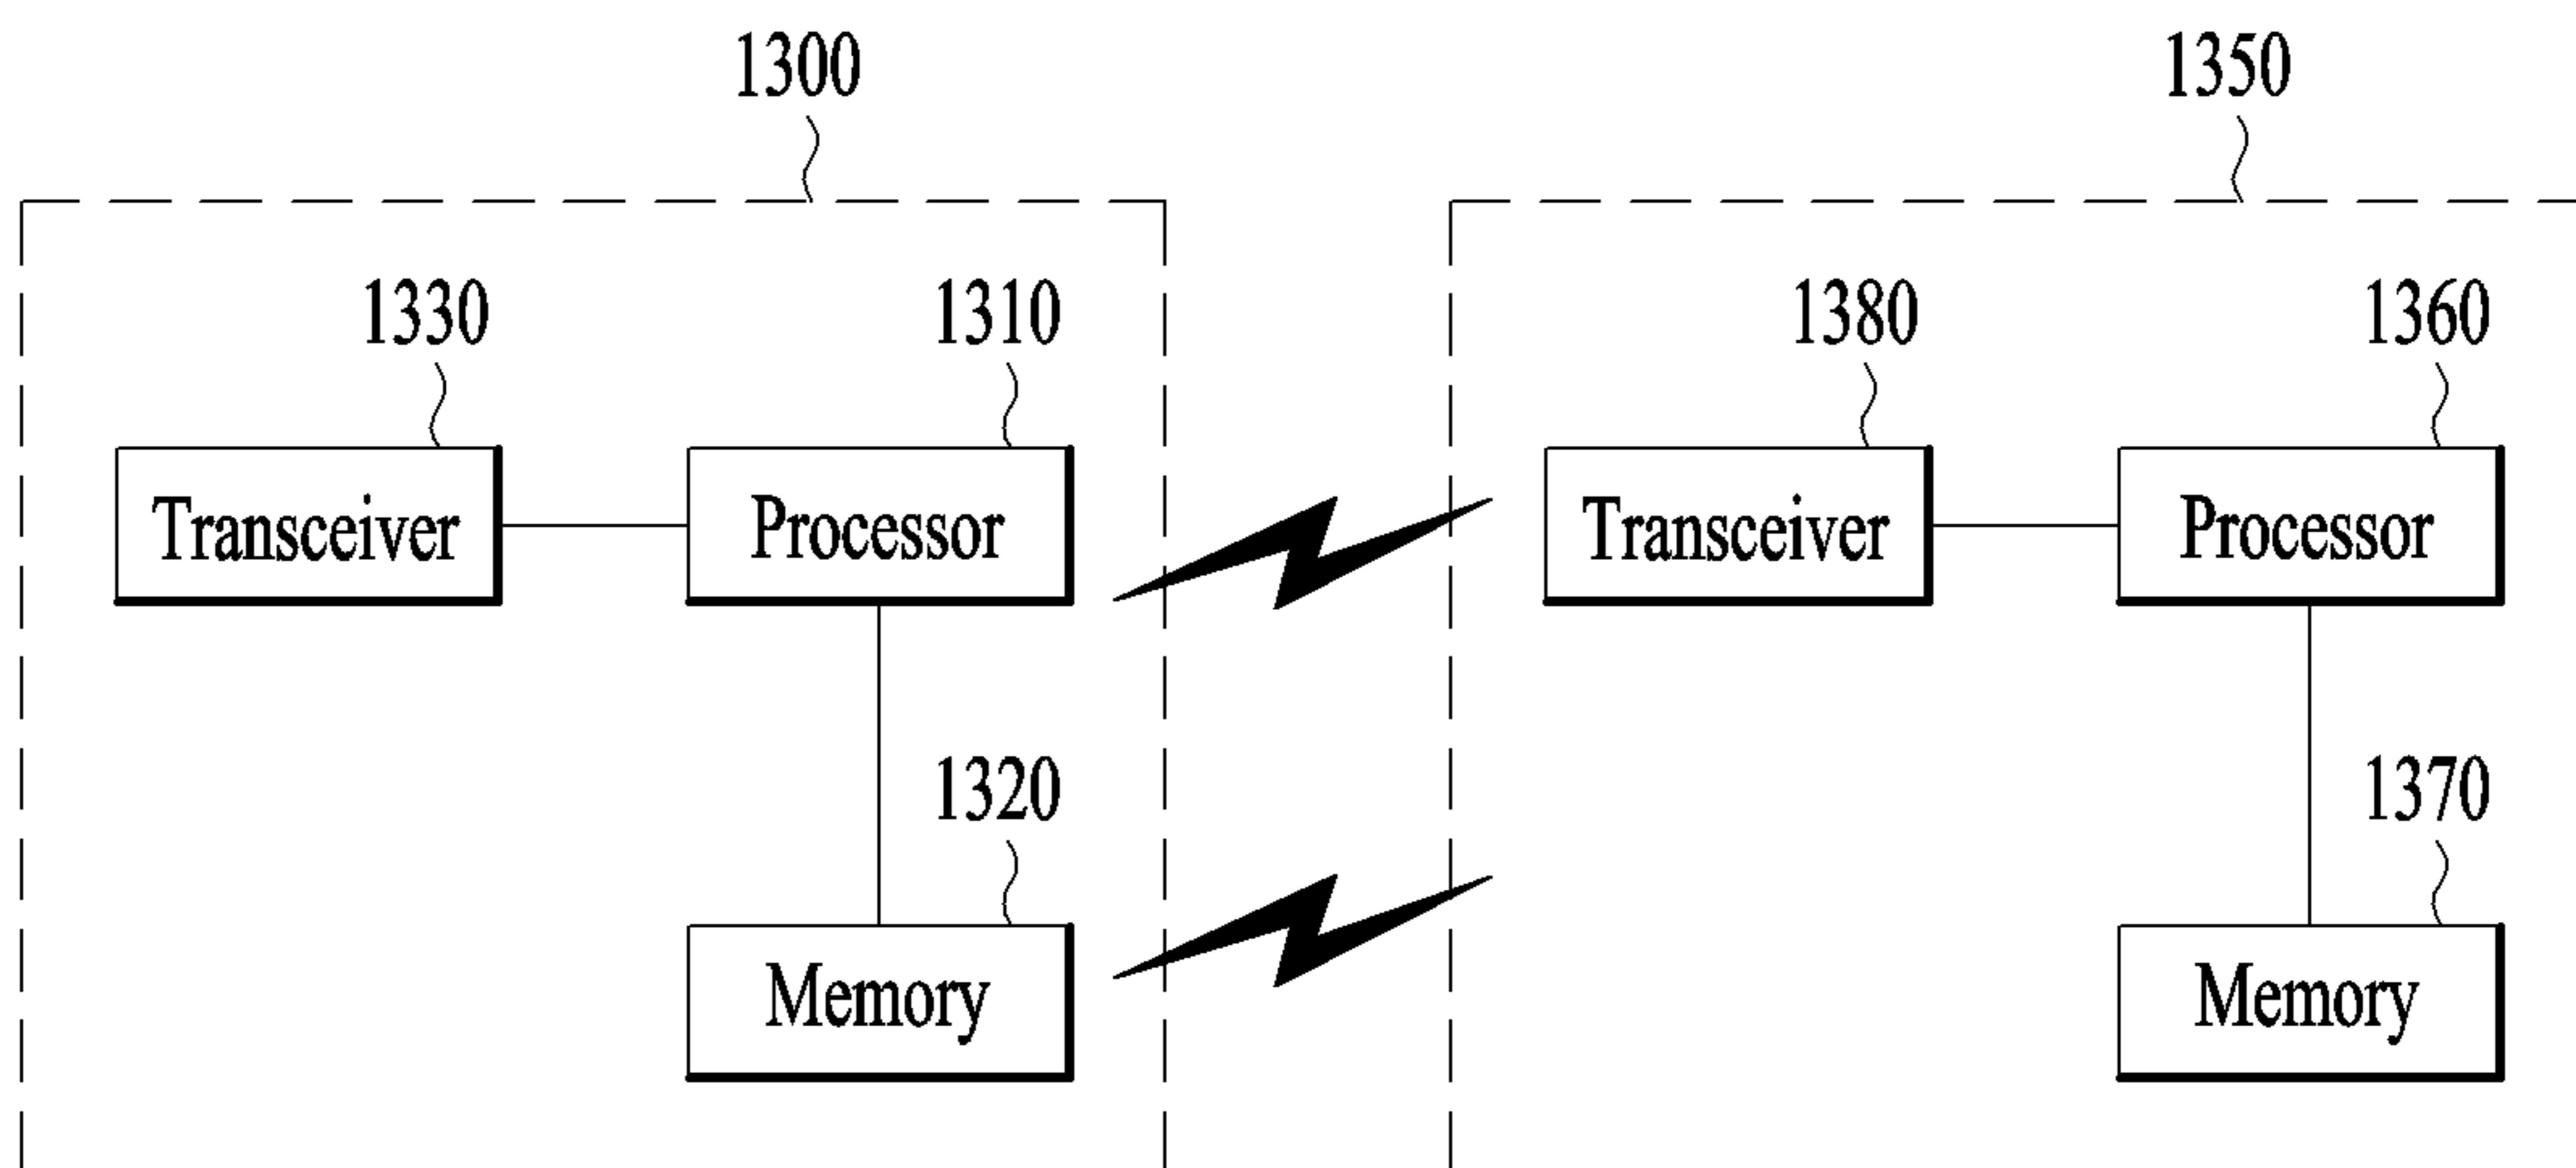 1300 1350
1330 1310 1380 1360
Transceiver Processor Transceiver Processor
1320 1370
Memory Memory